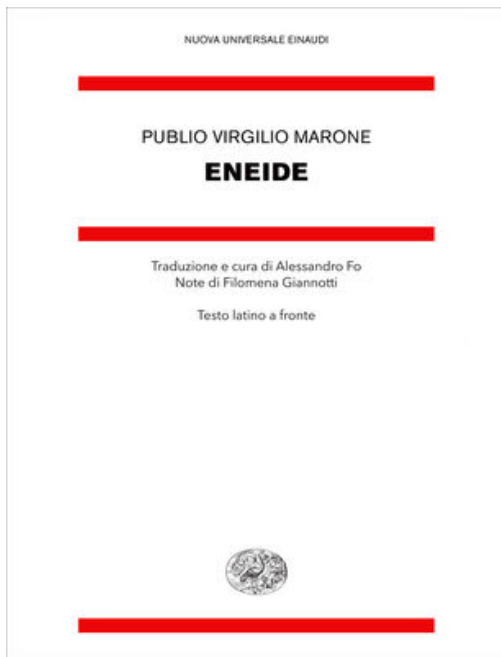 NUOVA UNIVERSALE EINAUDI
PUBLIO VIRGILIO MARONE
ENEIDE
Traduzione e cura di Alessandro Fo
Note di Filomena Giannotti
Testo latino a fronte